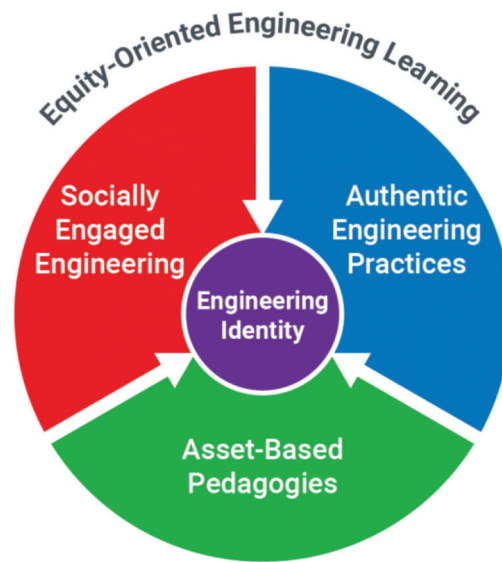 Equity-Oriented Engineering Learning
Socially
Engaged
Engineering
Authentic
Engineering
Practices
Engineering
Identity
Asset-Based
Pedagogies